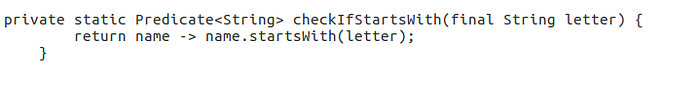 private static Predicate<String> checkIfStartsWith(final String letter) {
        return name -> name.startsWith(letter);
    }